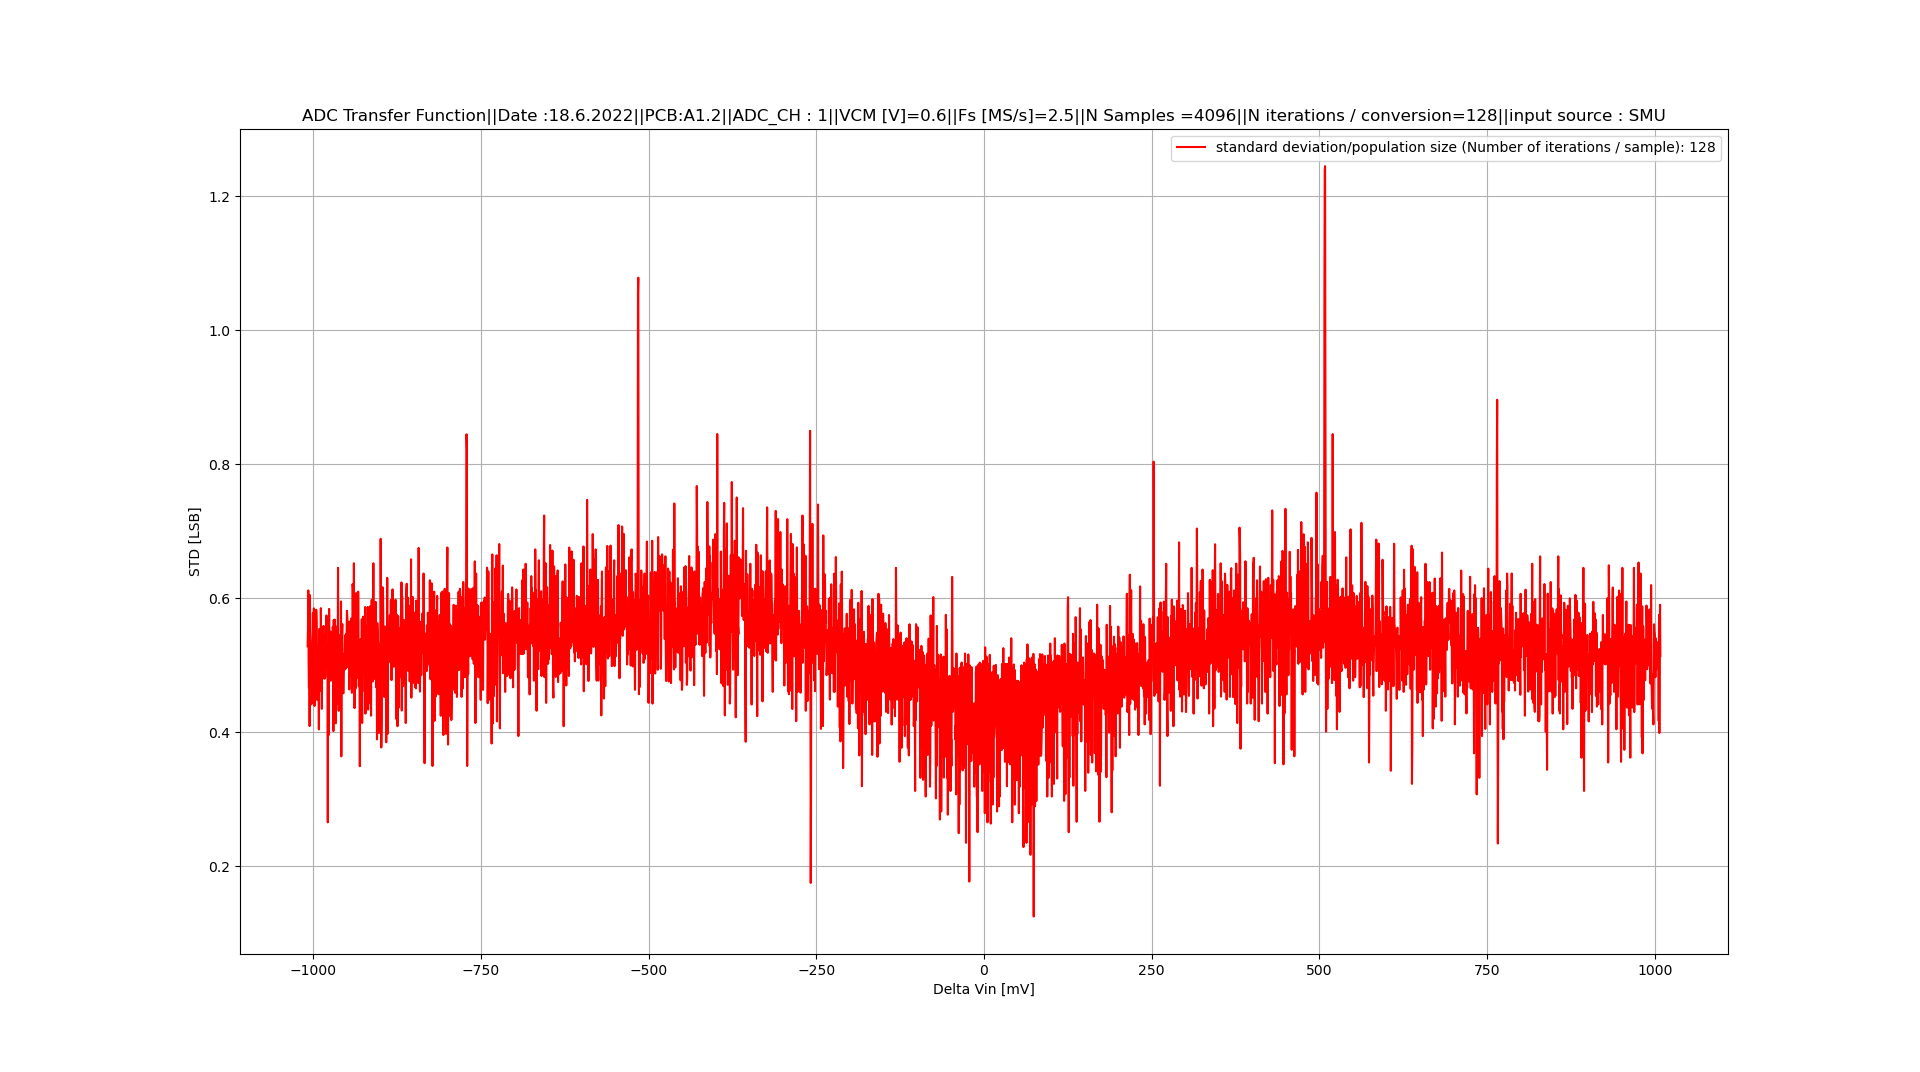 ADC Transfer Function||Date :18.6.2022||PCB:A1.2||ADC_CH : 1||VCM [V]=0.6||Fs [MS/s]=2.5||N Samples =4096||N iterations / conversion=128||input source : SMU
standard deviation/population size (Number of iterations / sample): 128
1.2
1.0
0.8
0.6
0.4
0.2
STD [LSB]
−1000 −750 −500 −250 0 250 500 750 1000
Delta Vin [mV]